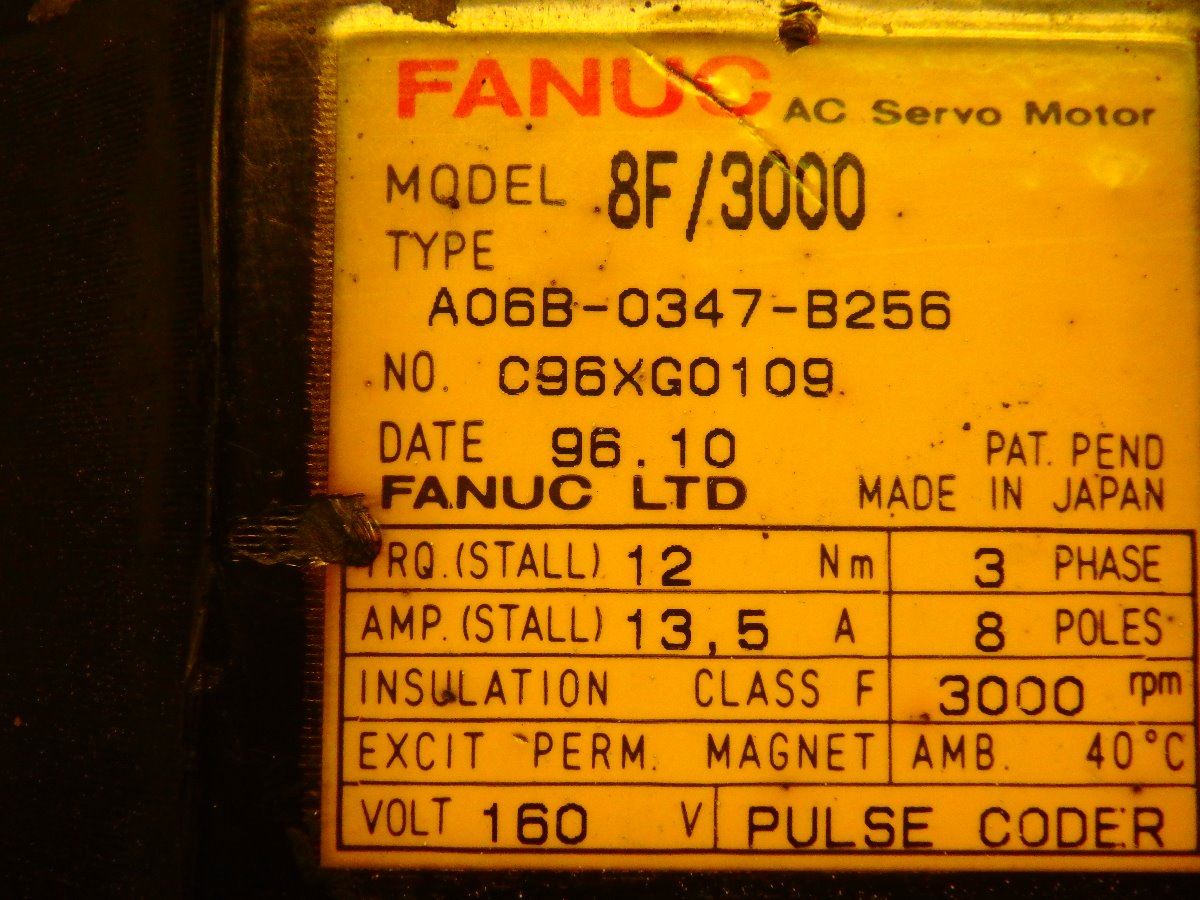 FANUC AC Servo Motor
MODEL 8F/3000
TYPE
A06B-0347-B256
NO. C96XG0109
DATE 96.10
PAT. PEND
FANUC LTD MADE IN JAPAN
TRQ.(STALL) 12 Nm 3 PHASE
AMP.(STALL) 13,5 A 8 POLES
INSULATION CLASS F 3000 rpm
EXCIT PERM. MAGNET AMB. 40°C
VOLT 160 V PULSE CODER